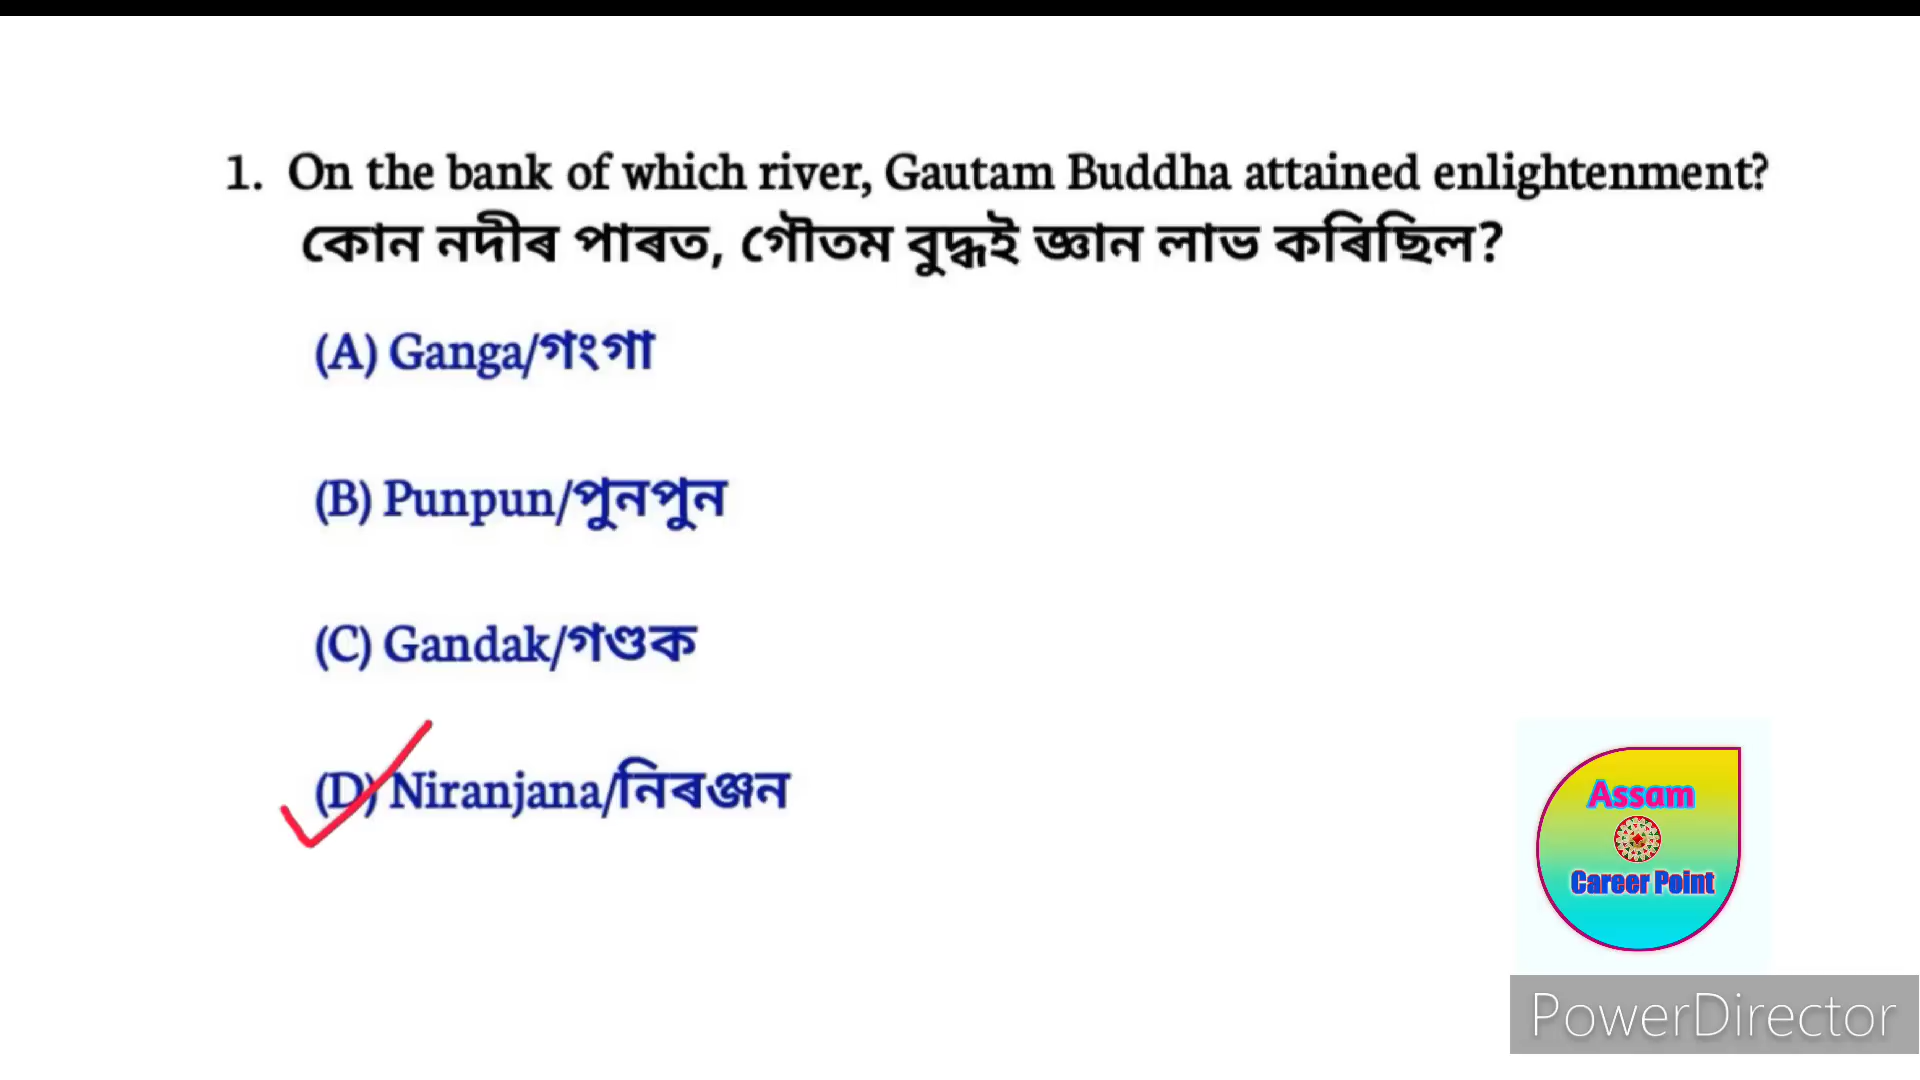 1. On the bank of which river, Gautam Buddha attained enlightenment?
কোন নদীৰ পাৰত, গৌতম বুদ্ধই জ্ঞান লাভ কৰিছিল?
(A) Ganga/গংগা
(B) Punpun/পুনপুন
(C) Gandak/গণ্ডক
(D) Niranjana/নিৰঞ্জন
Assam
Career Point
PowerDirector